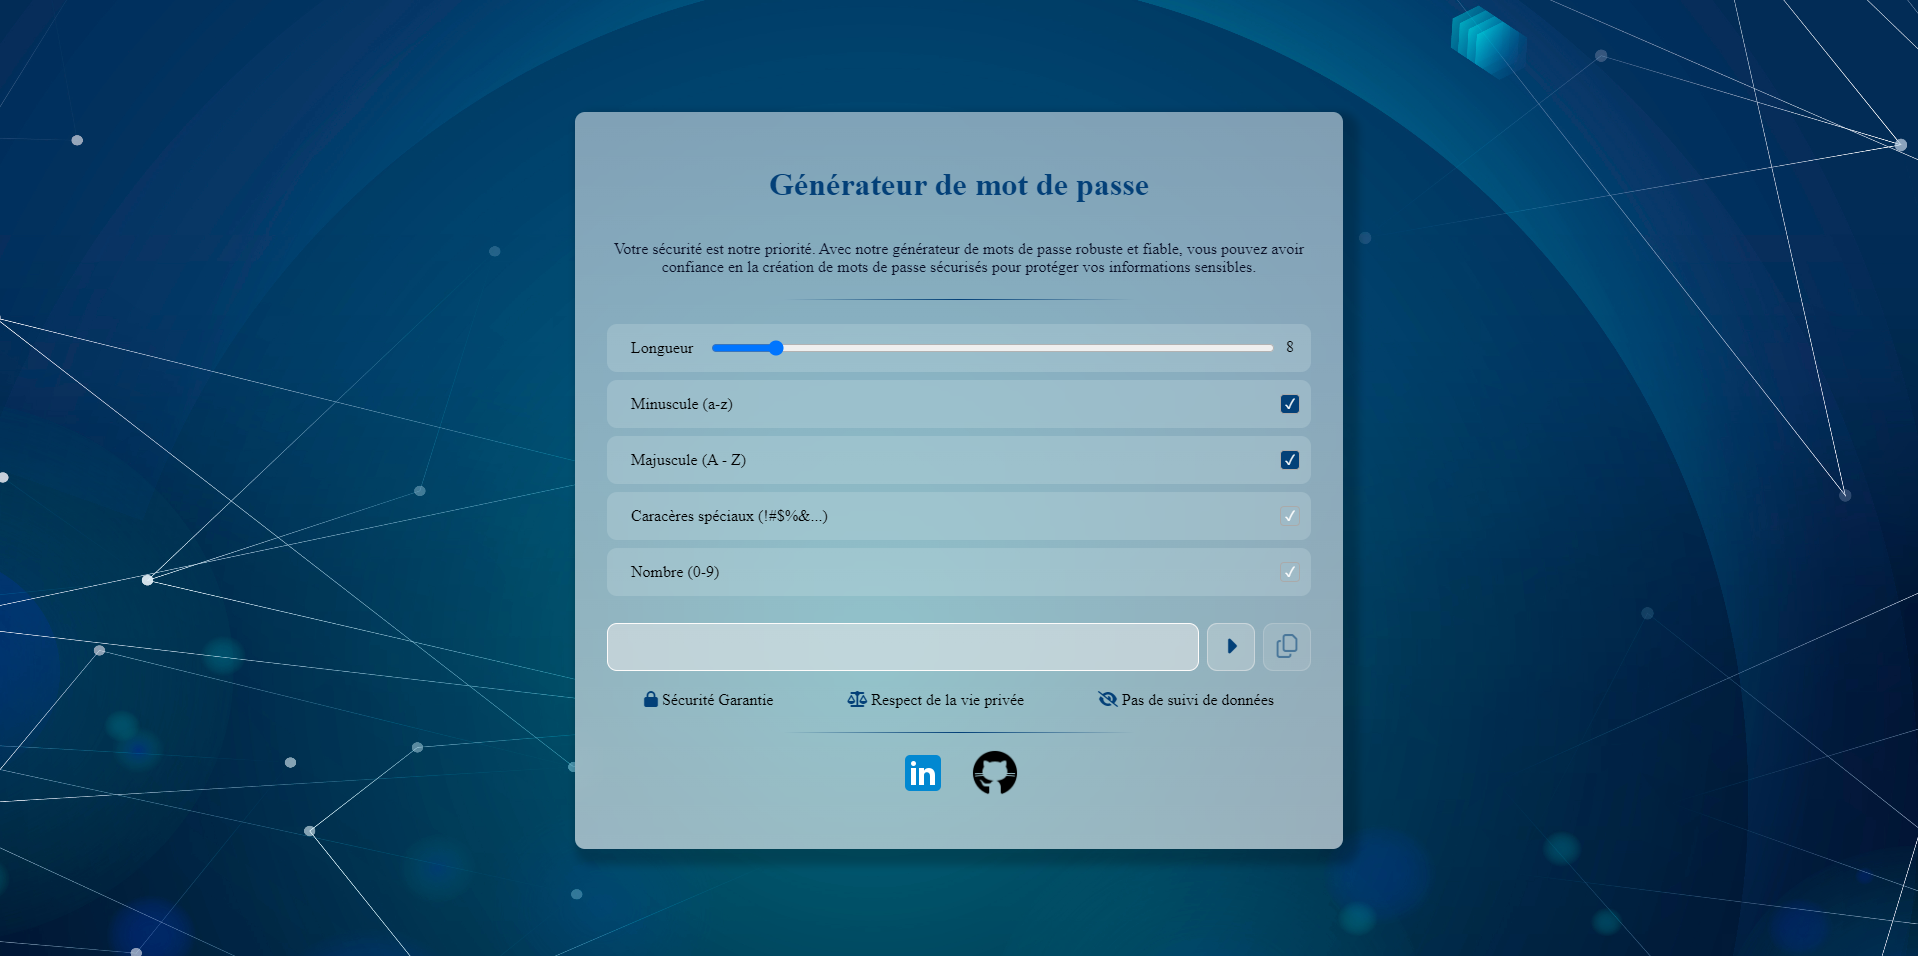 Générateur de mot de passe
Votre sécurité est notre priorité. Avec notre générateur de mots de passe robuste et fiable, vous pouvez avoir
confiance en la création de mots de passe sécurisés pour protéger vos informations sensibles.
Longueur 8
Minuscule (a-z)
Majuscule (A - Z)
Caracères spéciaux (!#$%&...)
Nombre (0-9)
Sécurité Garantie Respect de la vie privée Pas de suivi de données
in